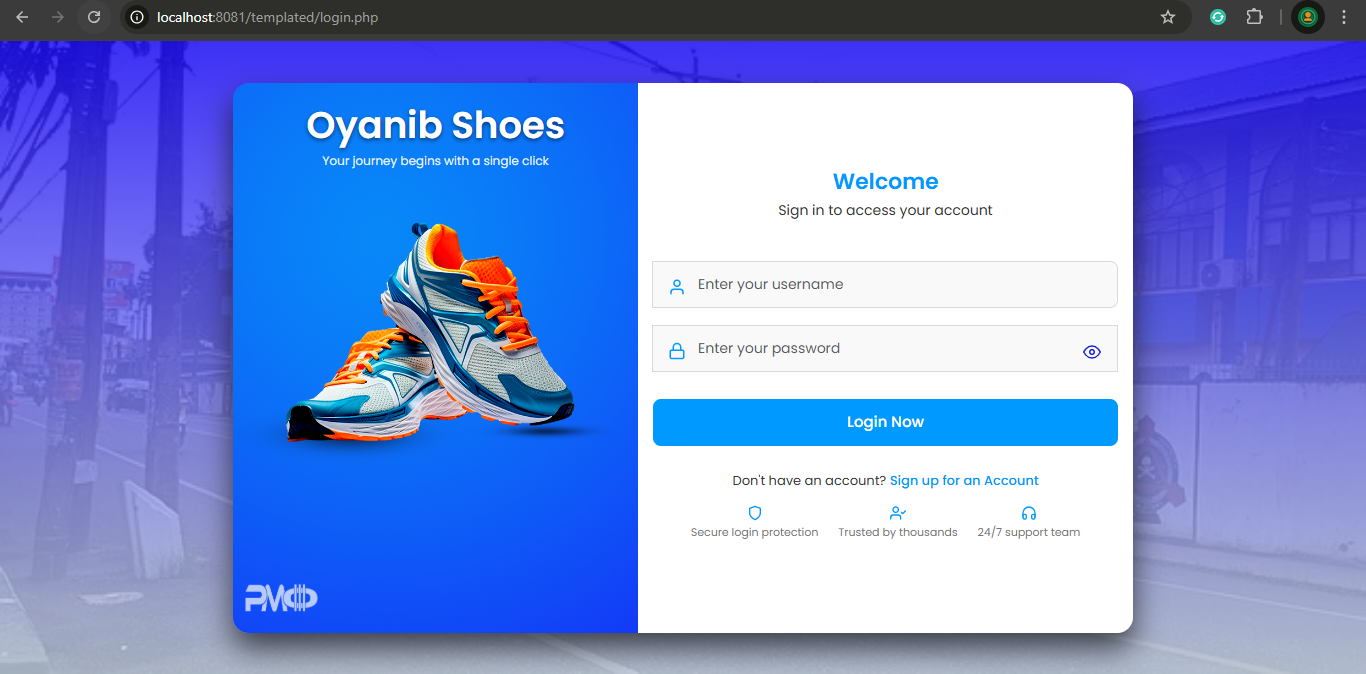 localhost:8081/templated/login.php
Oyanib Shoes
Your journey begins with a single click
Welcome
Sign in to access your account
Enter your username
Enter your password
Login Now
Don't have an account? Sign up for an Account
Secure login protection
Trusted by thousands
24/7 support team